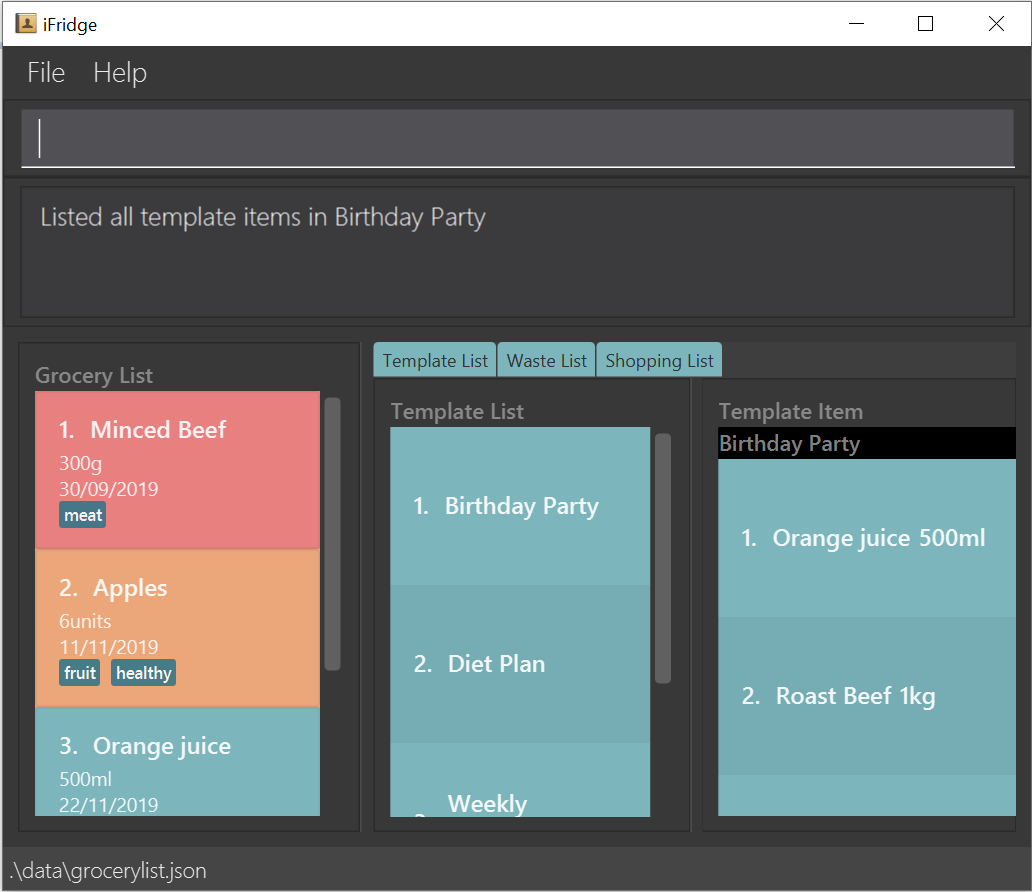 iFridge
File Help
Listed all template items in Birthday Party
Grocery List
1. Minced Beef
300g
30/09/2019
meat
2. Apples
6units
11/11/2019
fruit healthy
3. Orange juice
500ml
22/11/2019
Template List Waste List Shopping List
Template List
1. Birthday Party
2. Diet Plan
Weekly
Template Item
Birthday Party
1. Orange juice 500ml
2. Roast Beef 1kg
.\data\grocerylist.json